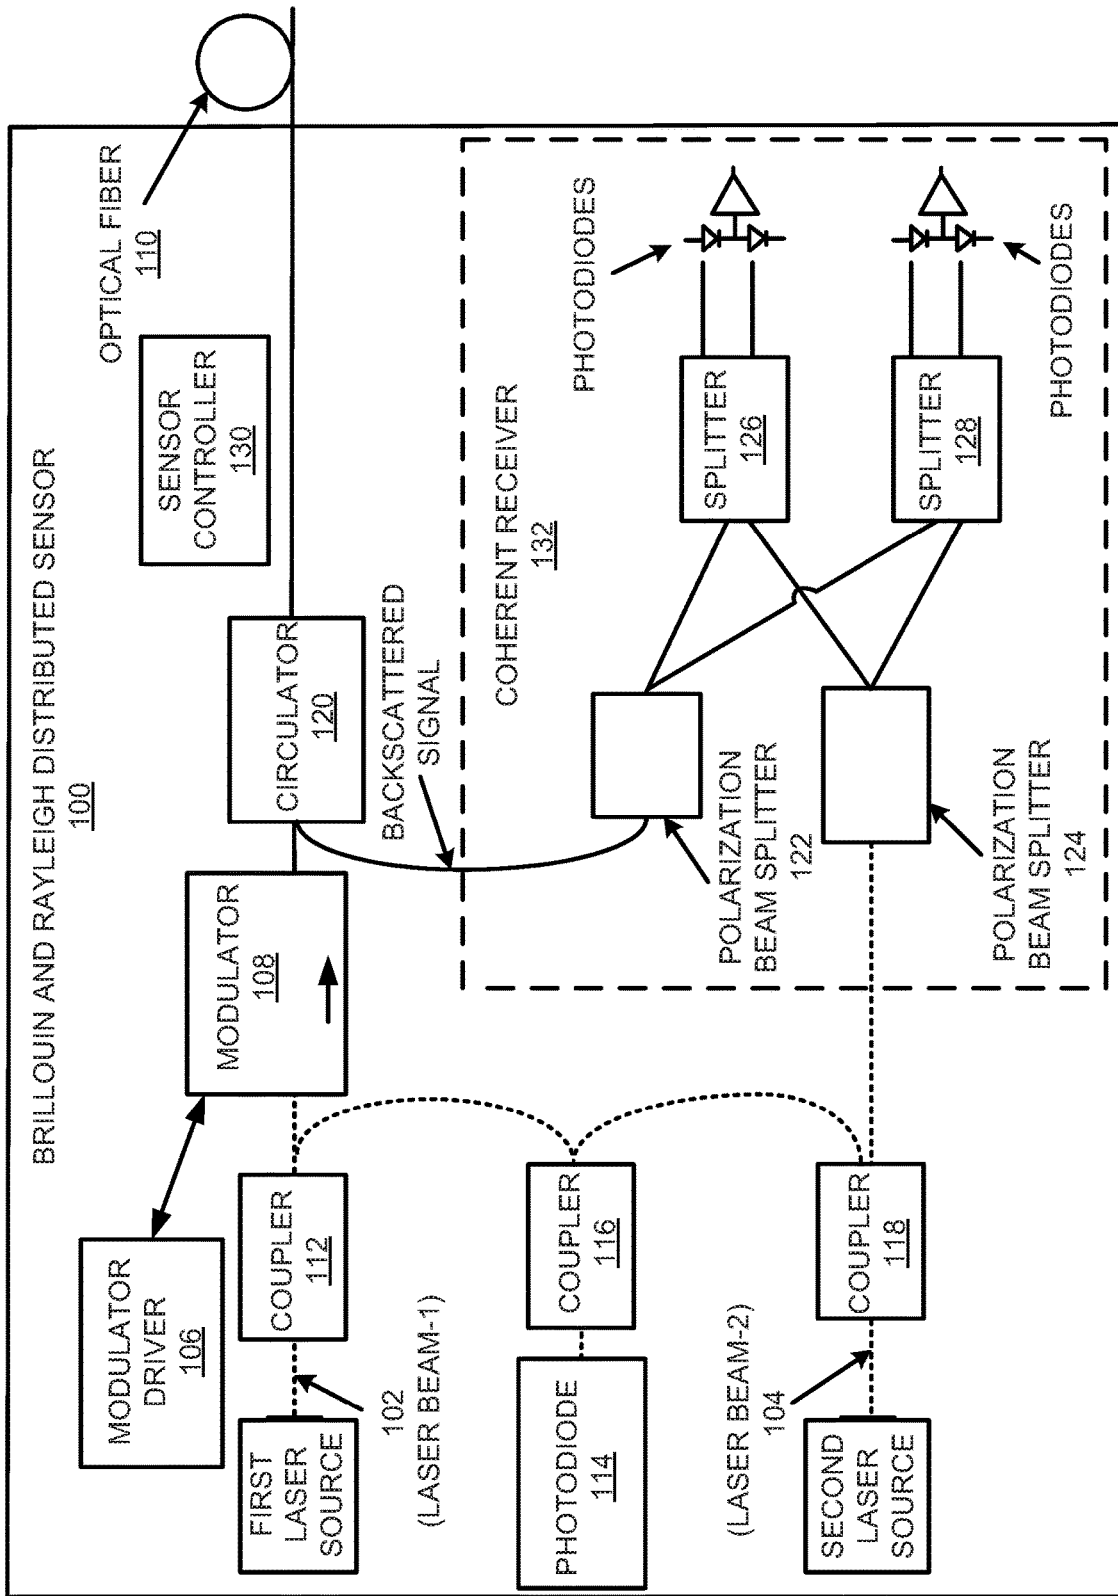 BRILLOUIN AND RAYLEIGH DISTRIBUTED SENSOR
100
MODULATOR
DRIVER
106
MODULATOR
108
CIRCULATOR
120
SENSOR
CONTROLLER
130
OPTICAL FIBER
110
FIRST
LASER
SOURCE
102
(LASER BEAM-1)
COUPLER
112
BACKSCATTERED
SIGNAL
PHOTODIODE
114
COUPLER
116
COHERENT RECEIVER
132
POLARIZATION
BEAM SPLITTER
122
SPLITTER
126
PHOTODIODES
(LASER BEAM-2)
104
SECOND
LASER
SOURCE
COUPLER
118
POLARIZATION
BEAM SPLITTER
124
SPLITTER
128
PHOTODIODES